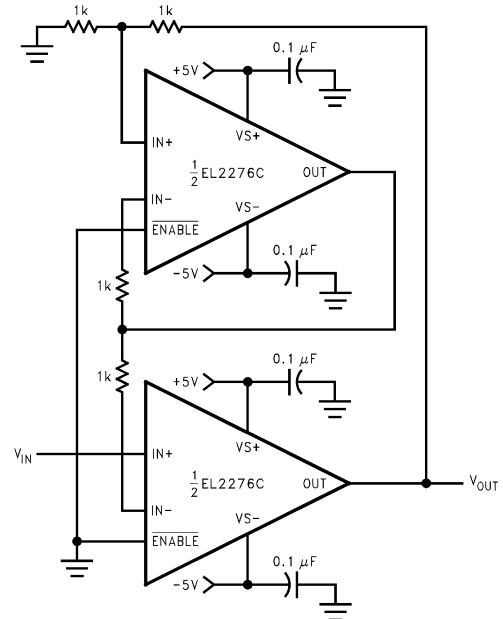 1k 1k
0.1 μF
+5V
VS+
IN+
½ EL2276C OUT
IN-
VS-
ENABLE
0.1 μF
-5V
1k
1k
0.1 μF
+5V
VS+
VIN IN+
½ EL2276C OUT VOUT
IN-
VS-
ENABLE
0.1 μF
-5V